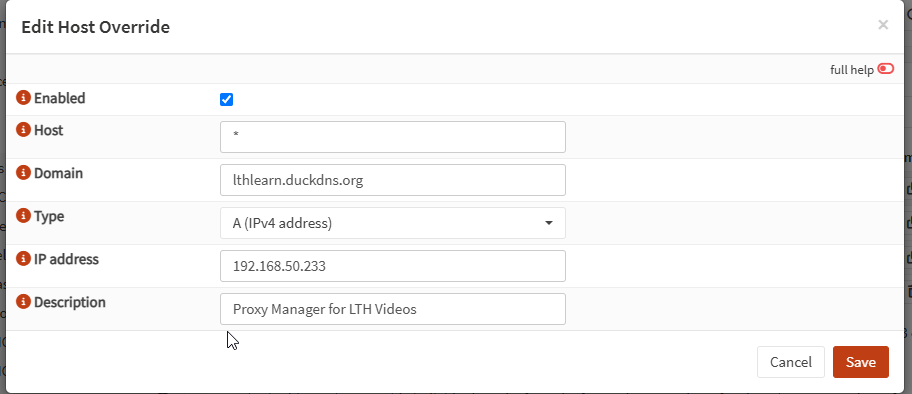 Edit Host Override
×
full help
Enabled
Host
*
Domain
lthlearn.duckdns.org
Type
A (IPv4 address)
IP address
192.168.50.233
Description
Proxy Manager for LTH Videos
Cancel
Save